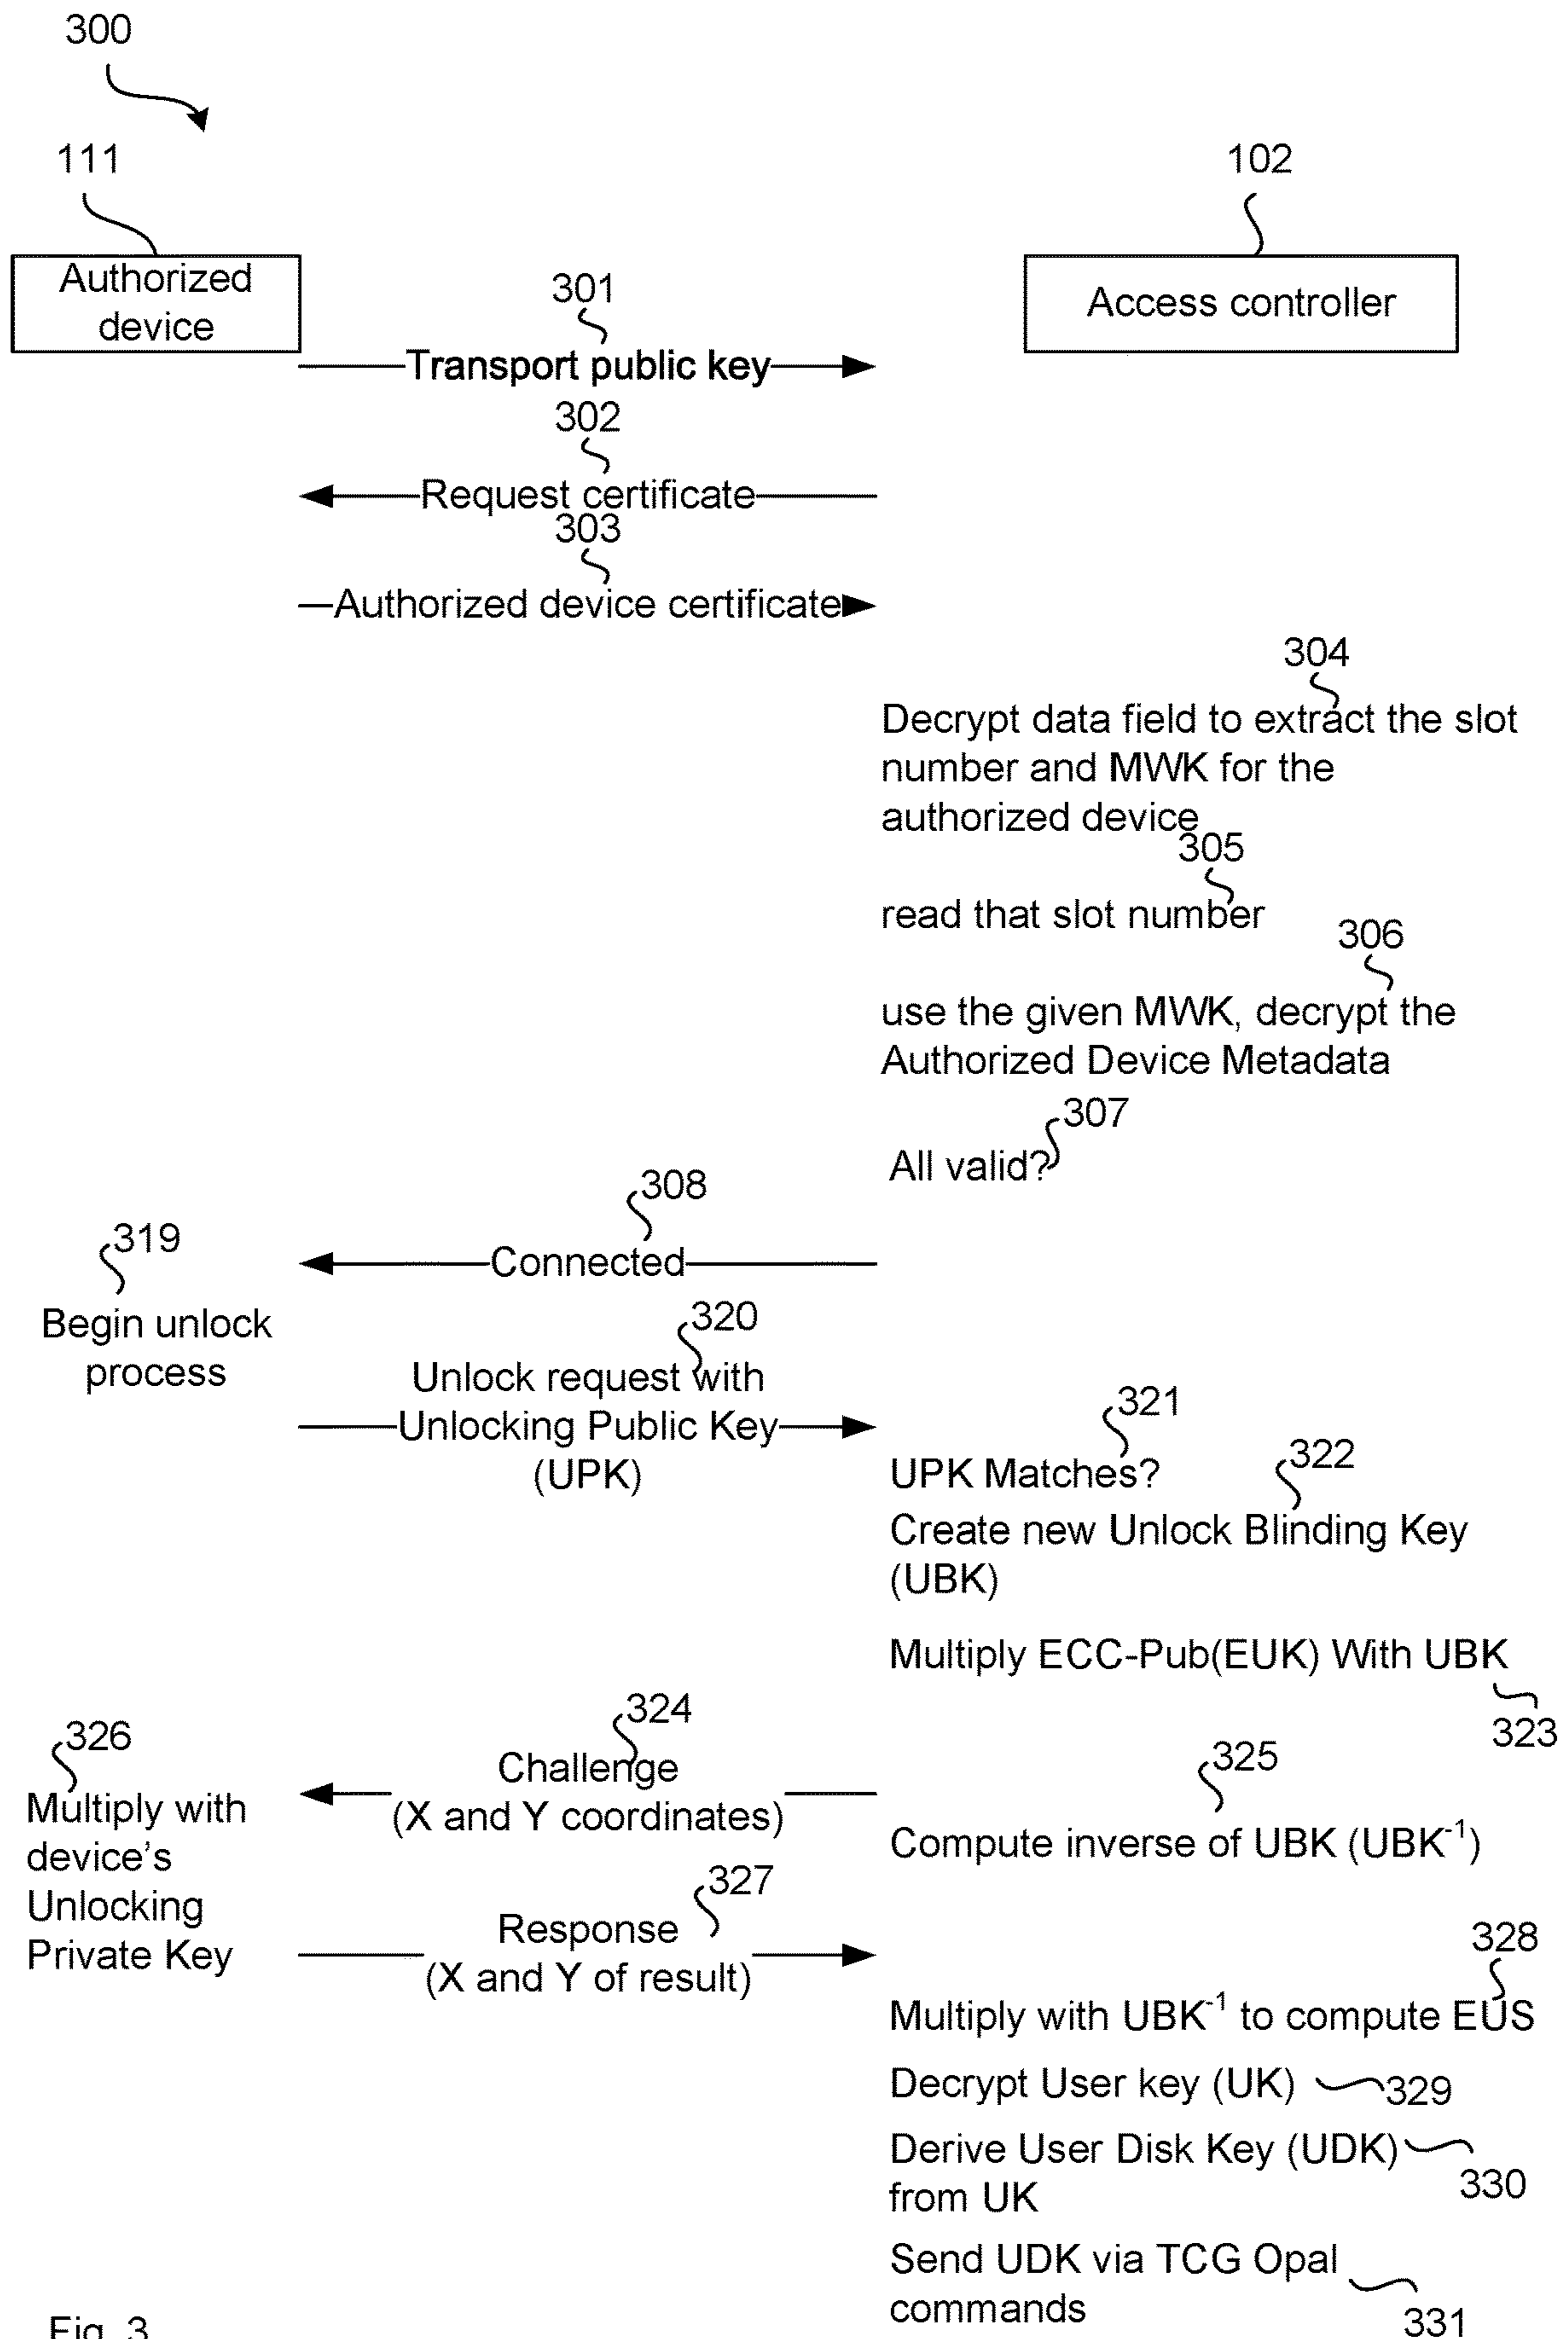 300
111
102
Authorized
device
Access controller
301
Transport public key
302
Request certificate
303
Authorized device certificate
304
Decrypt data field to extract the slot
number and MWK for the
authorized device
305
read that slot number
306
use the given MWK, decrypt the
Authorized Device Metadata
307
All valid?
308
Connected
319
Begin unlock
process
320
Unlock request with
Unlocking Public Key
(UPK)
321
UPK Matches?
322
Create new Unlock Blinding Key
(UBK)
Multiply ECC-Pub(EUK) With UBK
323
324
Challenge
(X and Y coordinates)
325
Compute inverse of UBK (UBK⁻¹)
326
Multiply with
device's
Unlocking
Private Key
327
Response
(X and Y of result)
328
Multiply with UBK⁻¹ to compute EUS
Decrypt User key (UK)
329
Derive User Disk Key (UDK)
from UK
330
Send UDK via TCG Opal
commands
331
Fig. 3